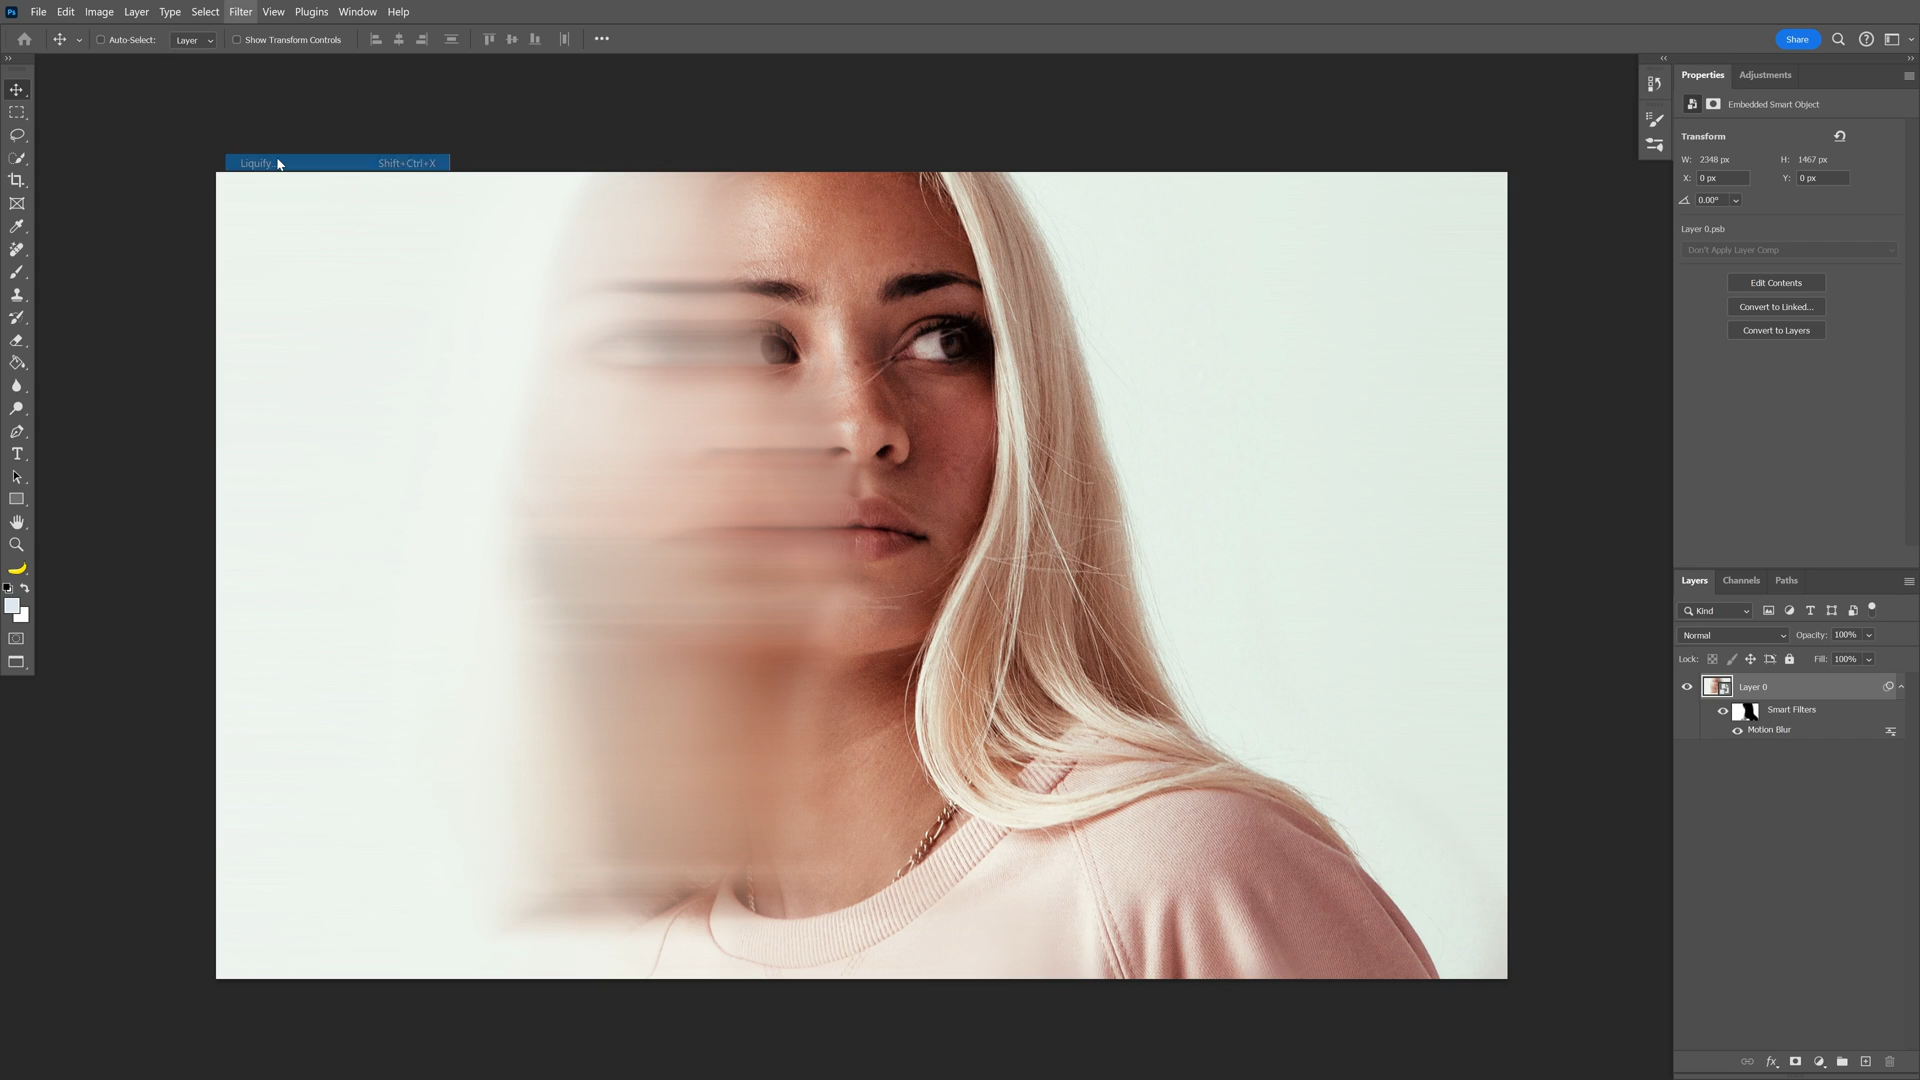 Ps File Edit Image Layer Type Select Filter View Plugins Window Help
Auto-Select: Layer Show Transform Controls Share
Properties Adjustments
Embedded Smart Object
Liquify... Shift+Ctrl+X
Transform
W: 2348 px H: 1467 px
X: 0 px Y: 0 px
0.00°
Layer 0.psb
Don't Apply Layer Comp
Edit Contents
Convert to Linked...
Convert to Layers
Layers Channels Paths
Kind
Normal Opacity: 100%
Lock: Fill: 100%
Layer 0
Smart Filters
Motion Blur
fx